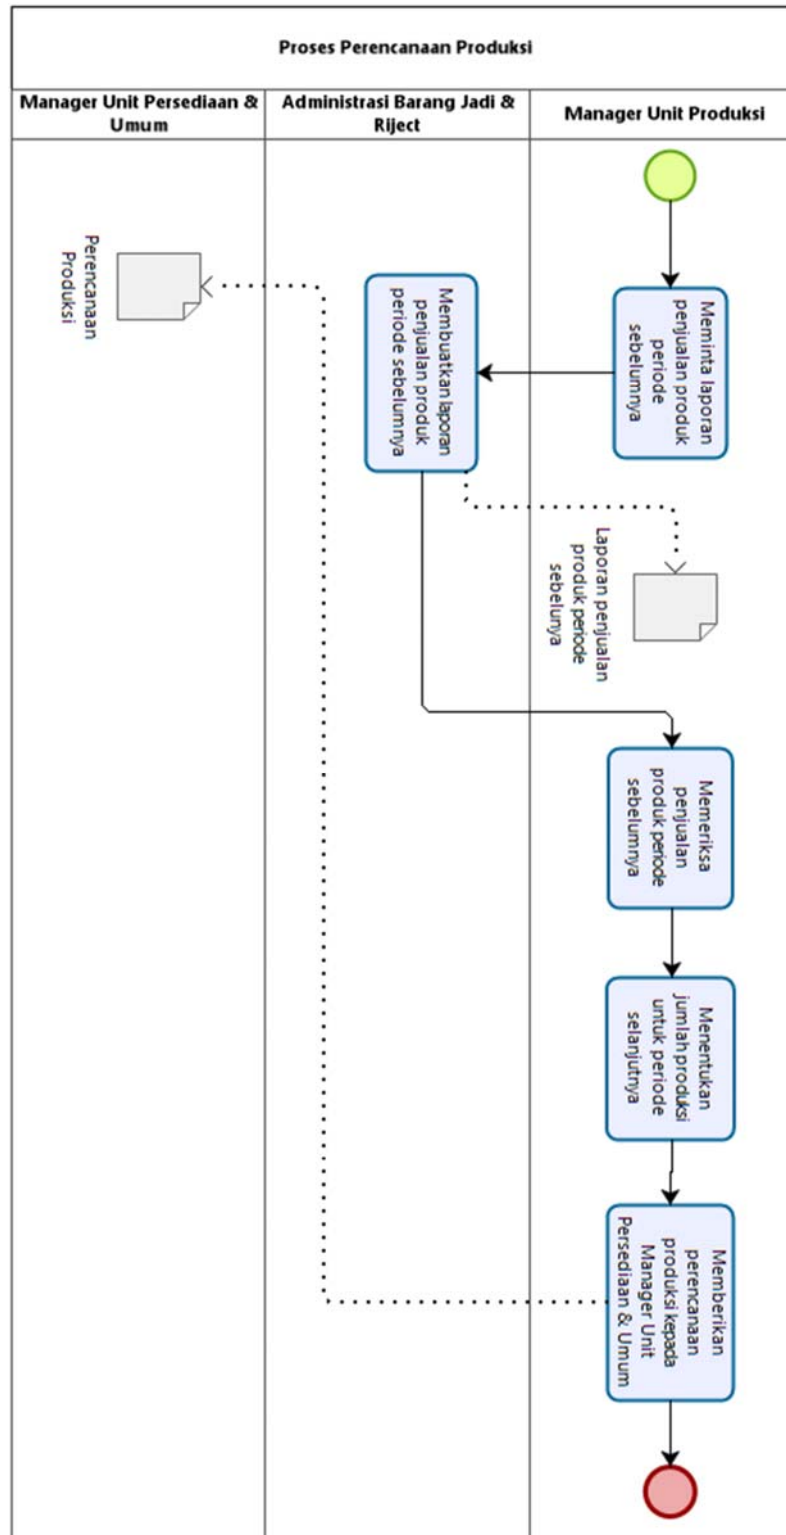 Proses Perencanaan Produksi
Manager Unit Persediaan &
Umum
Administrasi Barang Jadi &
Riject
Manager Unit Produksi
Meminta laporan
penjualan produk
periode
sebelumnya
Membuatkan laporan
penjualan produk
periode sebelumnya
Perencanaan
Produksi
Laporan penjualan
produk periode
sebelunya
Memeriksa
penjualan
produk periode
sebelumnya
Menentukan
jumlah produksi
untuk periode
selanjutnya
Memberikan
perencanaan
produksi kepada
Manager Unit
Persediaan & Umum